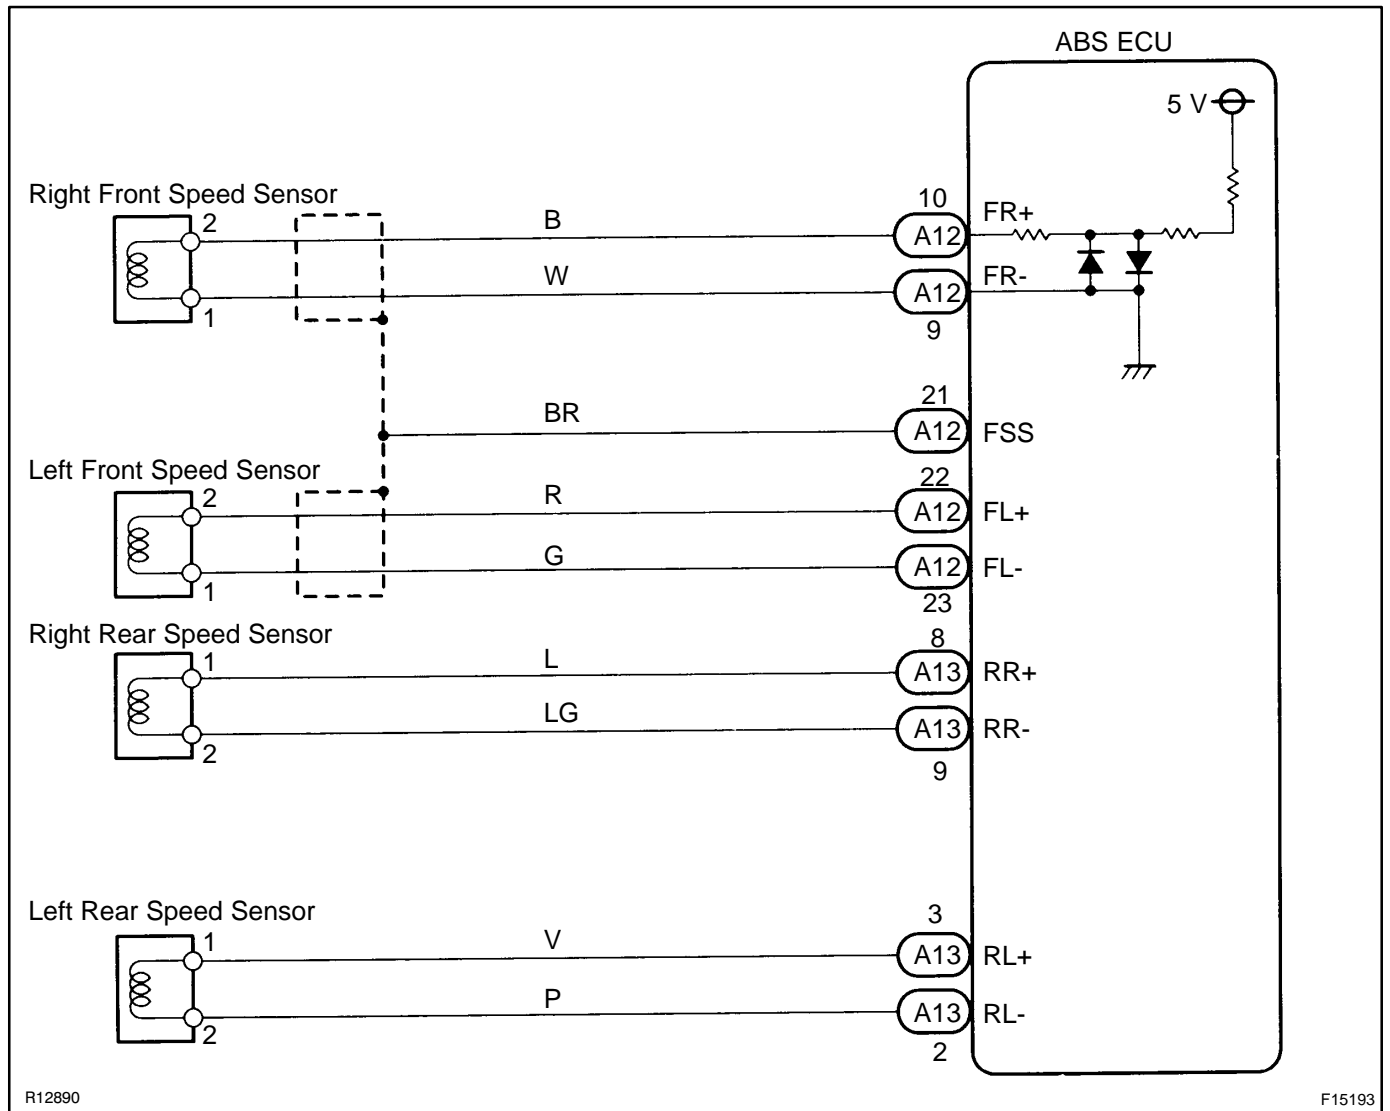 ABS ECU
5 V
Right Front Speed Sensor
2
B
10
A12
FR+
1
W
A12
FR-
9
BR
21
A12
FSS
Left Front Speed Sensor
2
R
22
A12
FL+
1
G
A12
FL-
23
Right Rear Speed Sensor
1
L
8
A13
RR+
2
LG
A13
RR-
9
Left Rear Speed Sensor
1
V
3
A13
RL+
2
P
A13
RL-
2
R12890
F15193